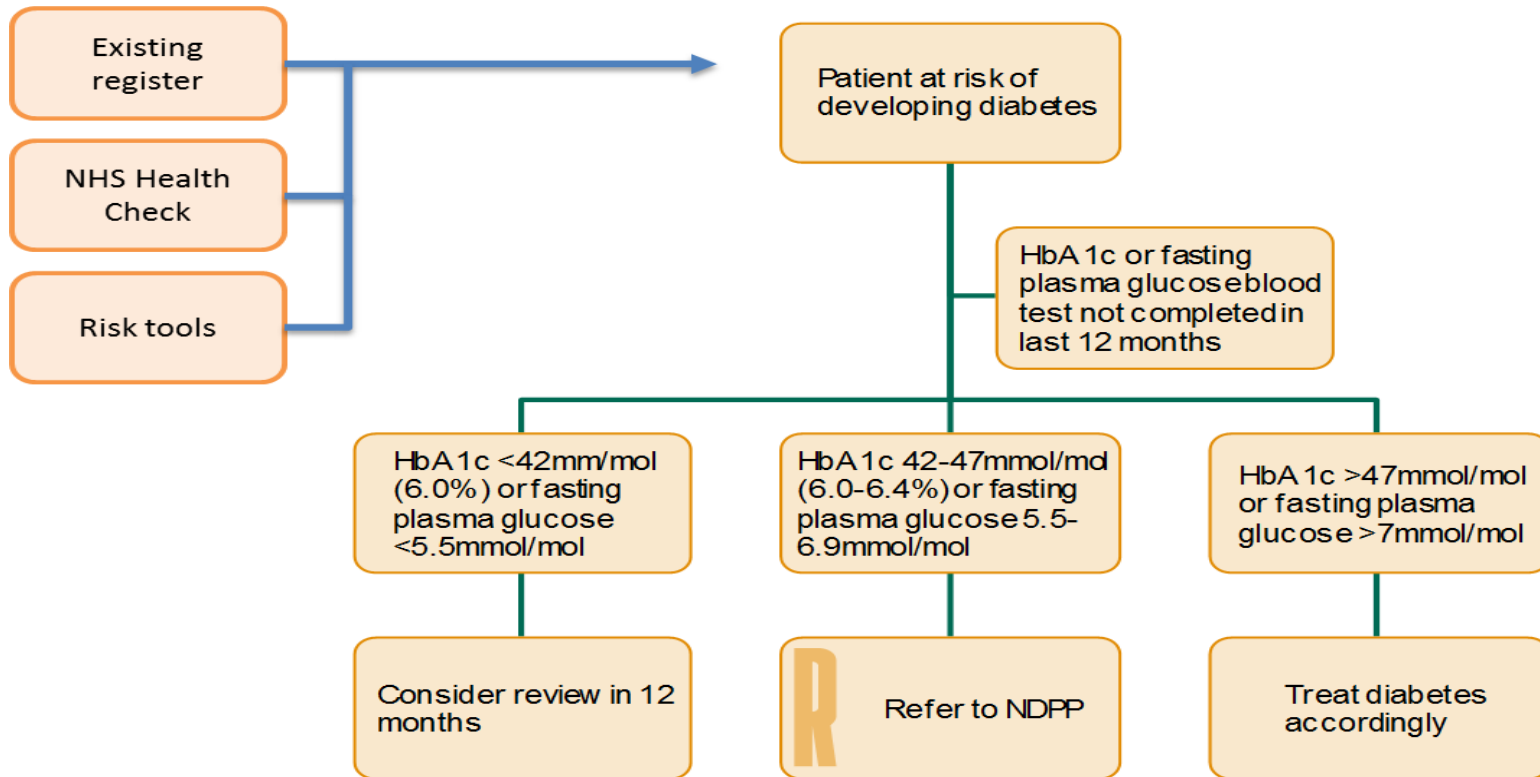 Existing
register
NHS Health
Check
Risk tools
Patient at risk of
developing diabetes
HbA1c or fasting
plasma glucose blood
test not completed in
last 12 months
HbA1c <42mm/mol
(6.0%) or fasting
plasma glucose
<5.5mmol/mol
HbA1c 42-47mmol/mol
(6.0-6.4%) or fasting
plasma glucose 5.5-
6.9mmol/mol
HbA1c >47mmol/mol
or fasting plasma
glucose >7mmol/mol
Consider review in 12
months
R
Refer to NDPP
Treat diabetes
accordingly